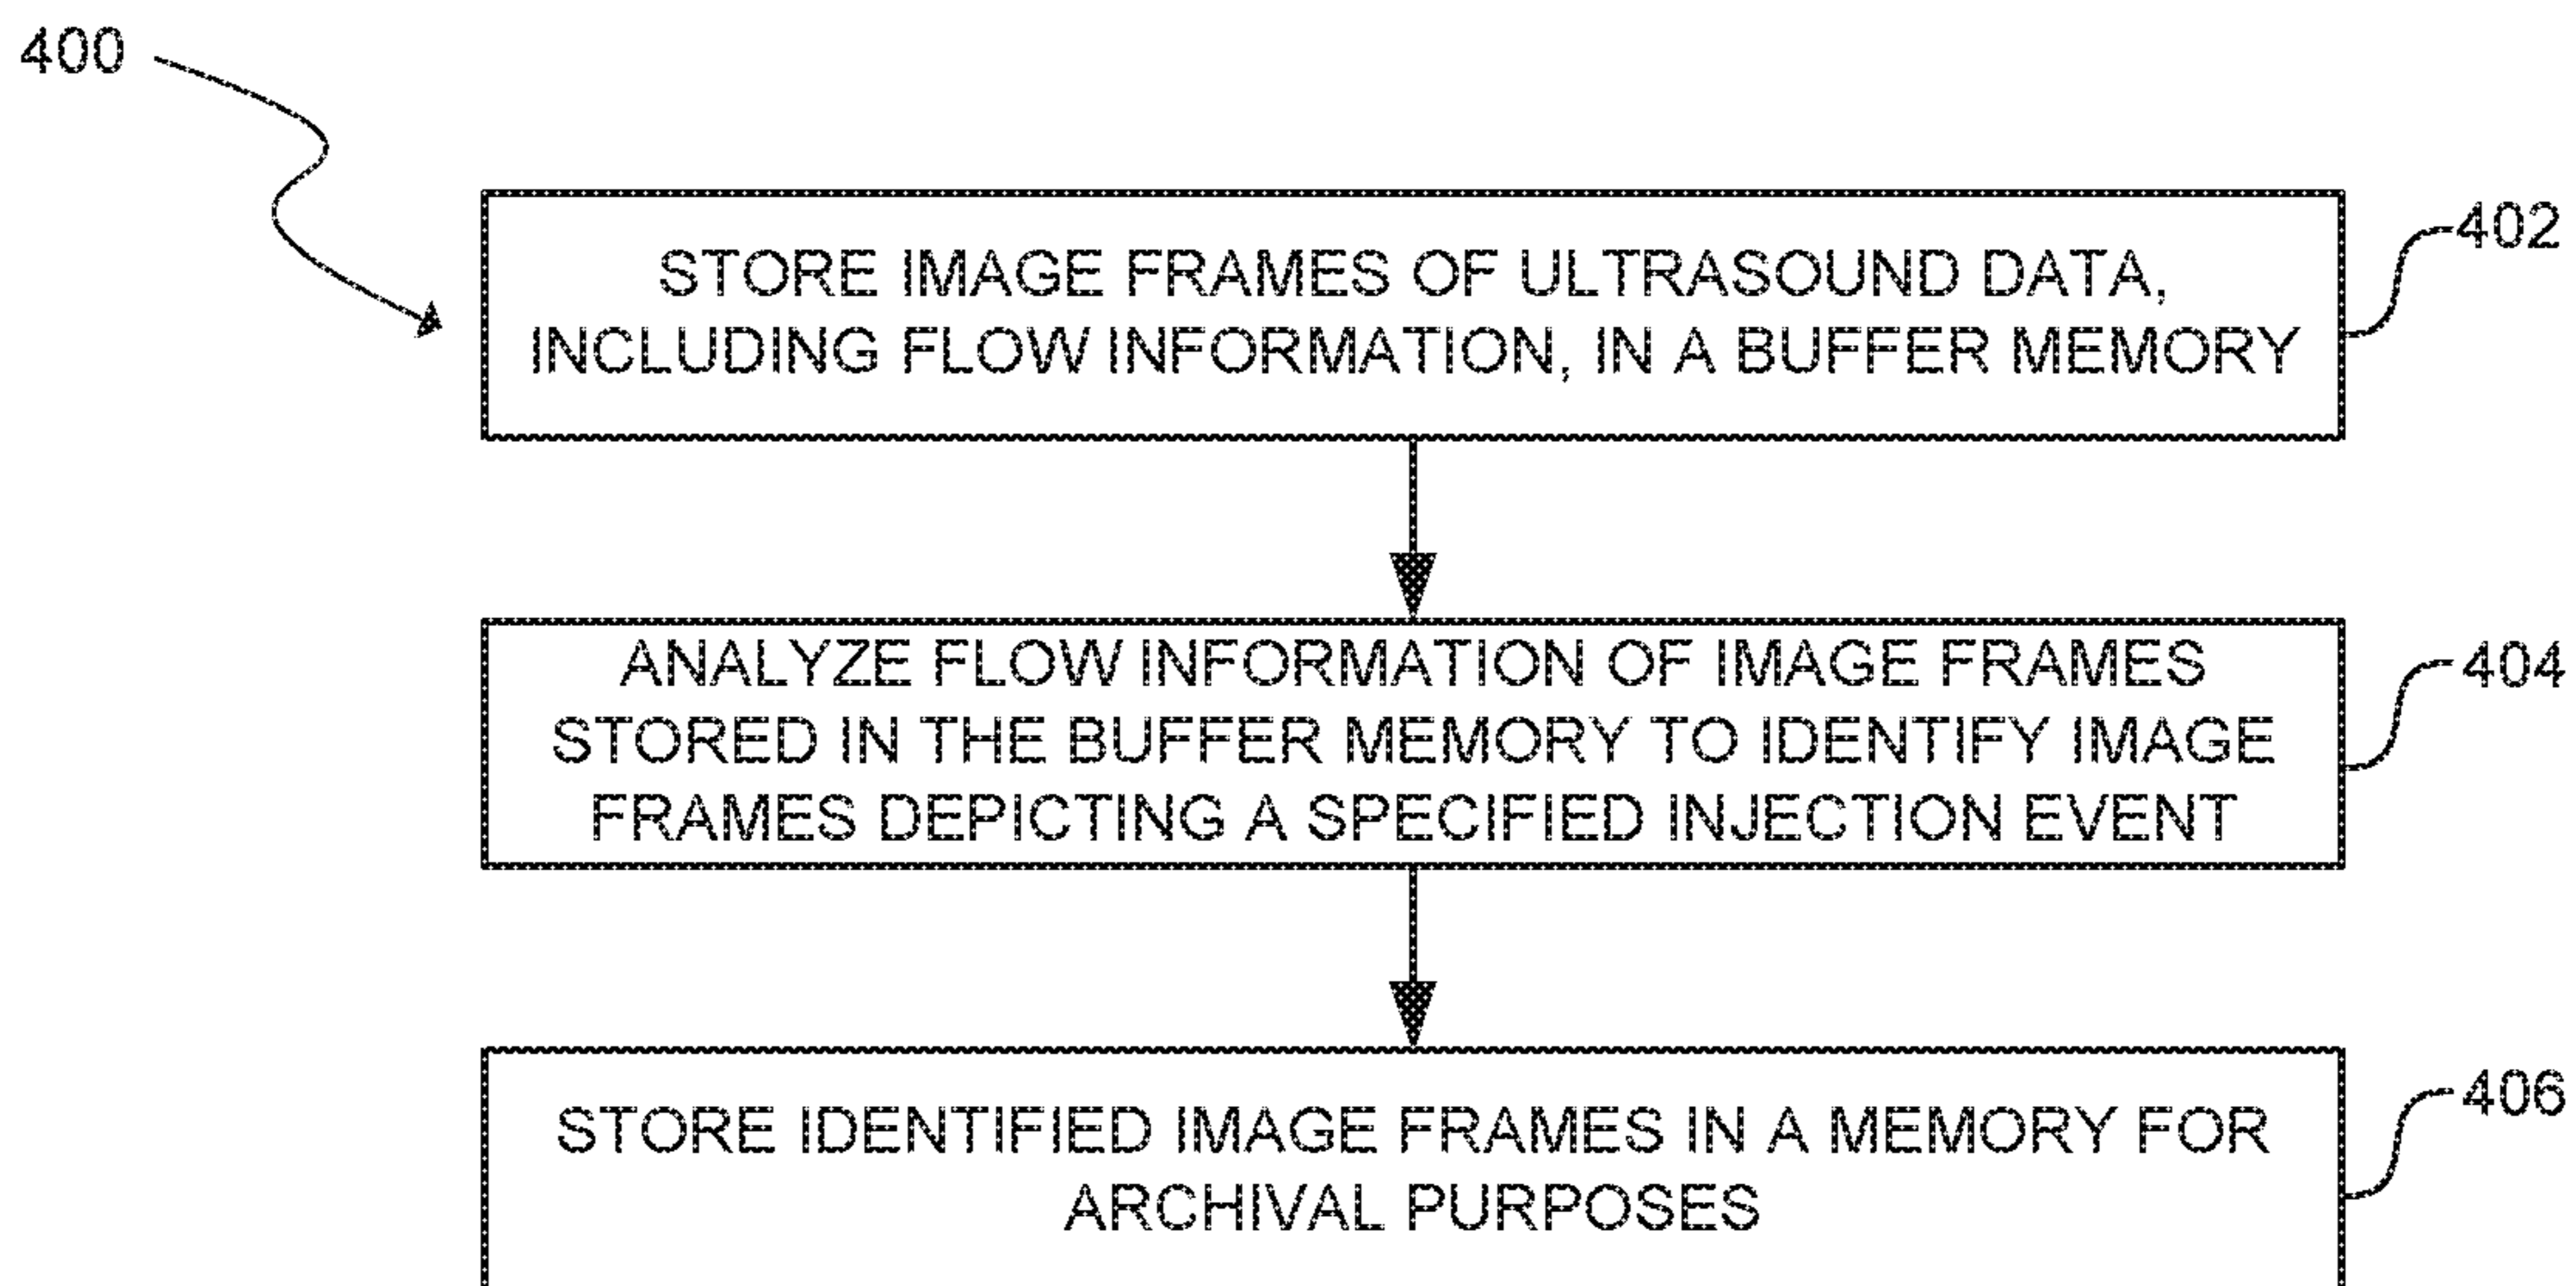 400
STORE IMAGE FRAMES OF ULTRASOUND DATA,
INCLUDING FLOW INFORMATION, IN A BUFFER MEMORY
402
ANALYZE FLOW INFORMATION OF IMAGE FRAMES
STORED IN THE BUFFER MEMORY TO IDENTIFY IMAGE
FRAMES DEPICTING A SPECIFIED INJECTION EVENT
404
STORE IDENTIFIED IMAGE FRAMES IN A MEMORY FOR
ARCHIVAL PURPOSES
406